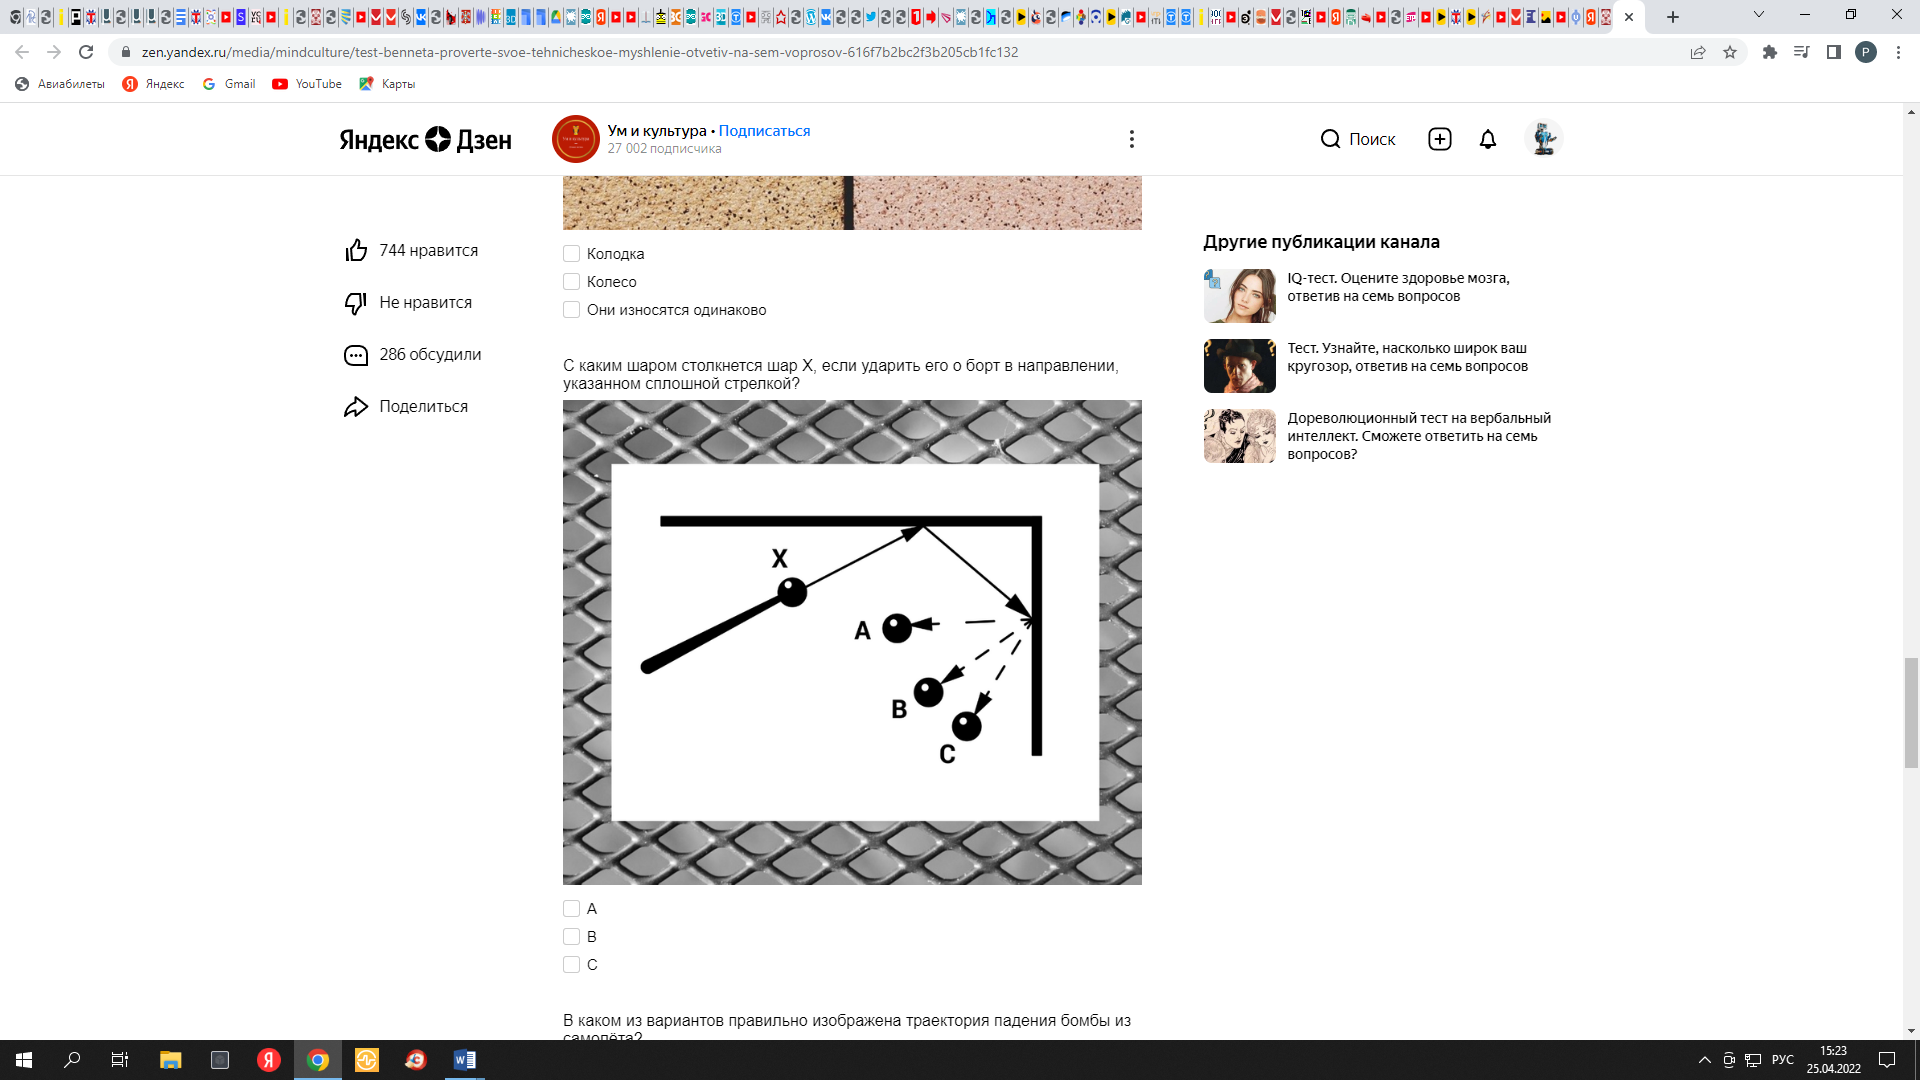 zen.yandex.ru/media/mindculture/test-benneta-proverte-svoe-tehnicheskoe-myshlenie-otvetiv-na-sem-voprosov-616f7b2bc2f3b205cb1fc132
P
Авиабилеты
Яндекс
Gmail
YouTube
Карты
Яндекс Дзен
Ум и культура • Подписаться
27 002 подписчика
Поиск
744 нравится
Не нравится
286 обсудили
Поделиться
Колодка
Колесо
Они износятся одинаково
С каким шаром столкнется шар X, если ударить его о борт в направлении,
указанном сплошной стрелкой?
X
A
B
C
A
B
C
В каком из вариантов правильно изображена траектория падения бомбы из
самолёта?
Другие публикации канала
IQ-тест. Оцените здоровье мозга,
ответив на семь вопросов
Тест. Узнайте, насколько широк ваш
кругозор, ответив на семь вопросов
Дореволюционный тест на вербальный
интеллект. Сможете ответить на семь
вопросов?
РУС
15:23
25.04.2022